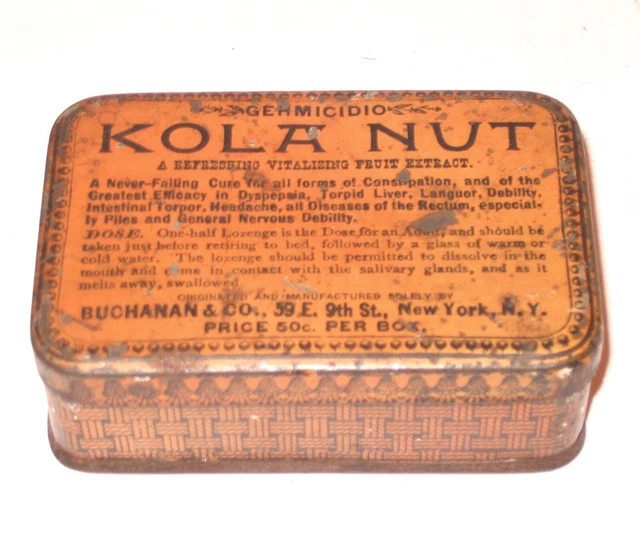 GERMICIDIO
KOLA NUT
A REFRESHING VITALIZING FRUIT EXTRACT.
A Never-Failing Cure for all forms of Constipation, and of the
Greatest Efficacy in Dyspepsia, Torpid Liver, Languor, Debility,
Intestinal Torpor, Headache, all Diseases of the Rectum, especial-
ly Piles and General Nervous Debility.
DOSE. One-half Lozenge is the Dose for an Adult, and should be
taken just before retiring to bed, followed by a glass of warm or
cold water. The lozenge should be permitted to dissolve in the
mouth and come in contact with the salivary glands, and as it
melts away, swallowed.
ORIGINATED AND MANUFACTURED SOLELY BY
BUCHANAN & CO., 59 E. 9th St., New York, N. Y.
PRICE 50c. PER BOX.